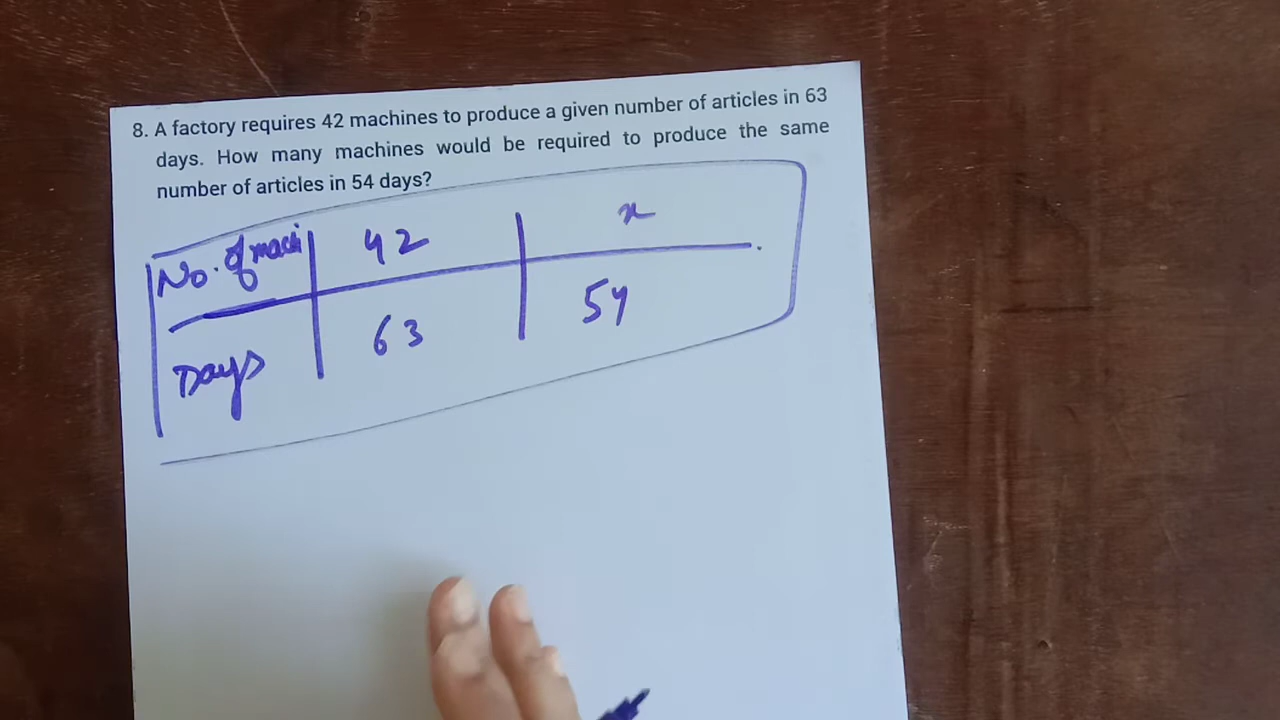 8. A factory requires 42 machines to produce a given number of articles in 63
days. How many machines would be required to produce the same
number of articles in 54 days?
No. of machi 42 x
Days 63 54